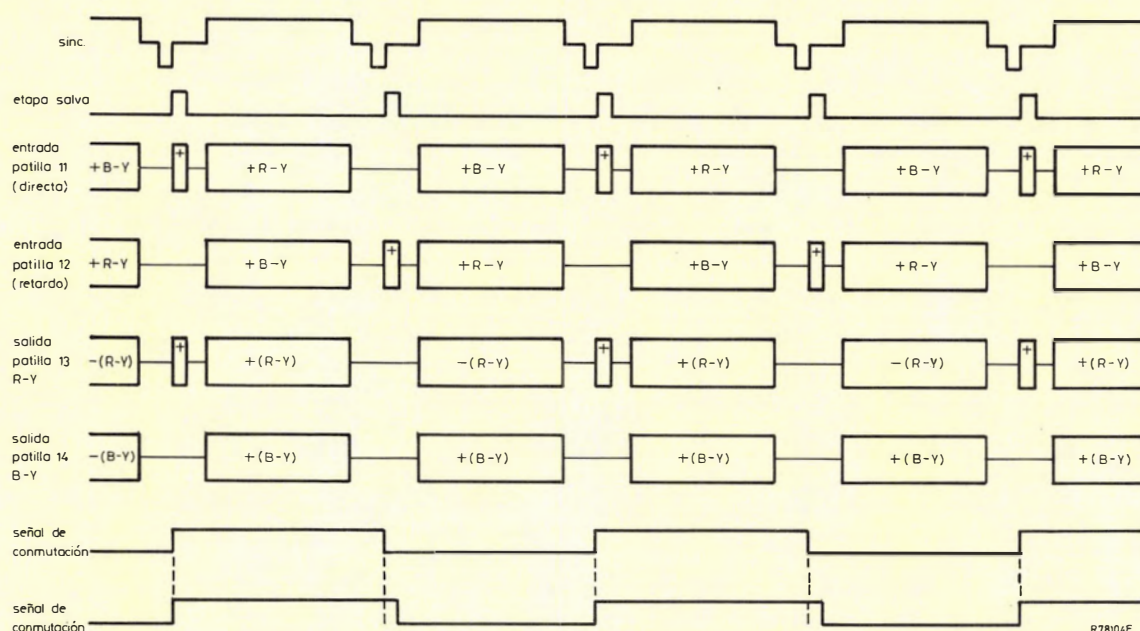 sinc.
etapa salva
entrada
patilla 11
(directa)
+B-Y
+
+R-Y
+B-Y
+
+R-Y
+B-Y
+
+R-Y
entrada
patilla 12
(retardo)
+R-Y
+B-Y
+
+R-Y
+B-Y
+
+R-Y
+B-Y
salida
patilla 13
R-Y
-(R-Y)
+
+(R-Y)
-(R-Y)
+
+(R-Y)
-(R-Y)
+
+(R-Y)
salida
patilla 14
B-Y
-(B-Y)
+(B-Y)
+(B-Y)
+(B-Y)
+(B-Y)
+(B-Y)
señal de
conmutación
señal de
conmutación
R78104E